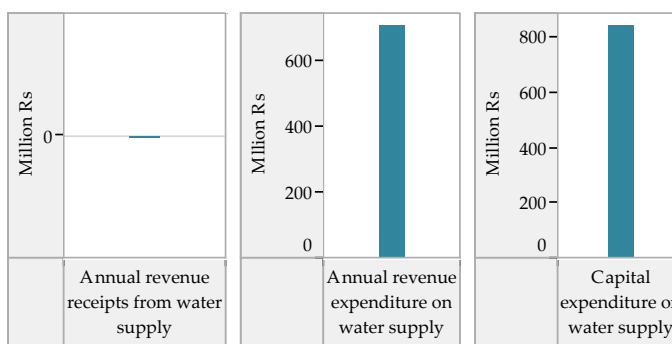 Million Rs
0
Annual revenue
receipts from water
supply
Mllion Rs
600
400
200
0
Annual revenue
expenditure on
water supply
Million Rs
800
600
400
200
0
Capital
expenditure on
water supply